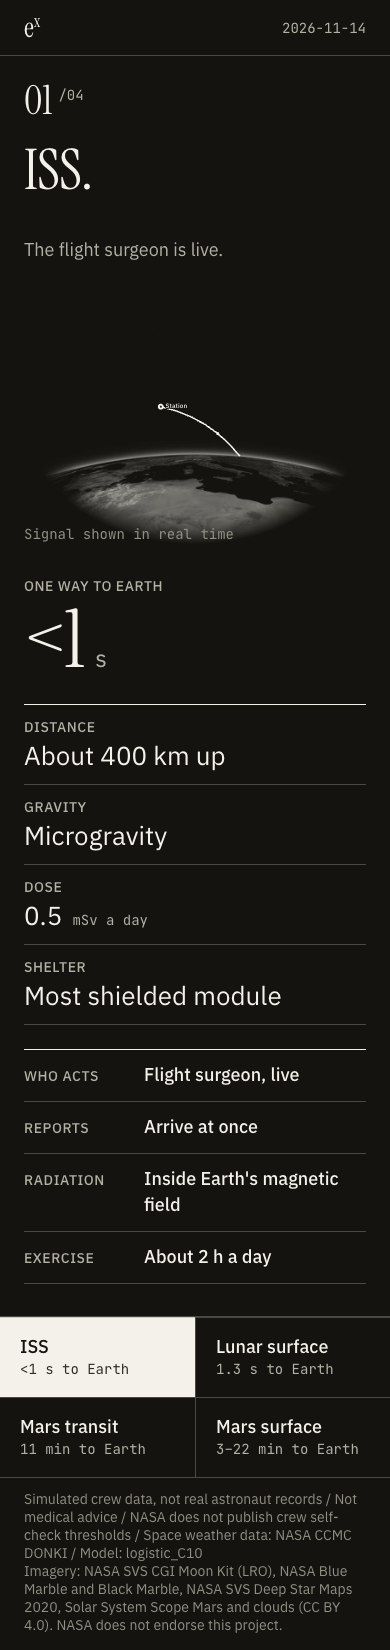 eˣ
2026-11-14
01 /04
ISS.
The flight surgeon is live.
Station
Signal shown in real time
ONE WAY TO EARTH
<1 s
DISTANCE
About 400 km up
GRAVITY
Microgravity
DOSE
0.5 mSv a day
SHELTER
Most shielded module
WHO ACTS Flight surgeon, live
REPORTS Arrive at once
RADIATION Inside Earth's magnetic
field
EXERCISE About 2 h a day
ISS
<1 s to Earth
Lunar surface
1.3 s to Earth
Mars transit
11 min to Earth
Mars surface
3–22 min to Earth
Simulated crew data, not real astronaut records / Not
medical advice / NASA does not publish crew self-
check thresholds / Space weather data: NASA CCMC
DONKI / Model: logistic_C10
Imagery: NASA SVS CGI Moon Kit (LRO), NASA Blue
Marble and Black Marble, NASA SVS Deep Star Maps
2020, Solar System Scope Mars and clouds (CC BY
4.0). NASA does not endorse this project.